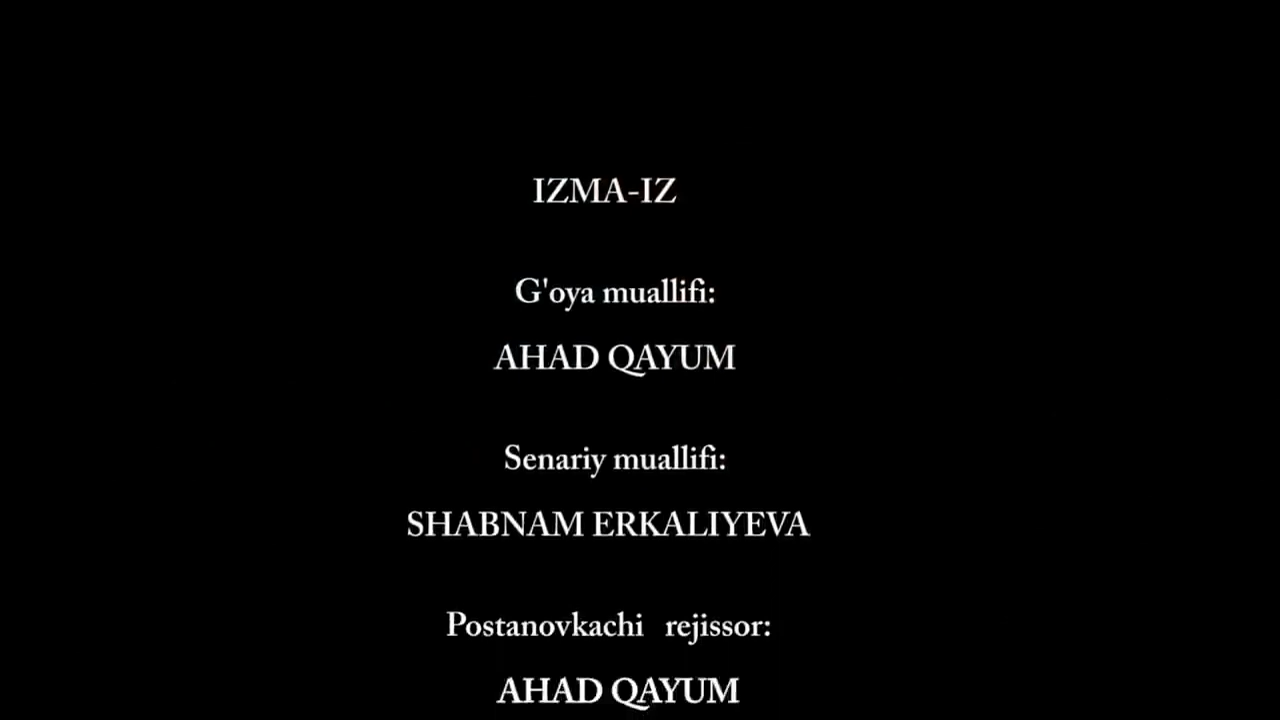 IZMA-IZ
G'oya muallifi:
AHAD QAYUM
Senariy muallifi:
SHABNAM ERKALIYEVA
Postanovkachi rejissor:
AHAD QAYUM